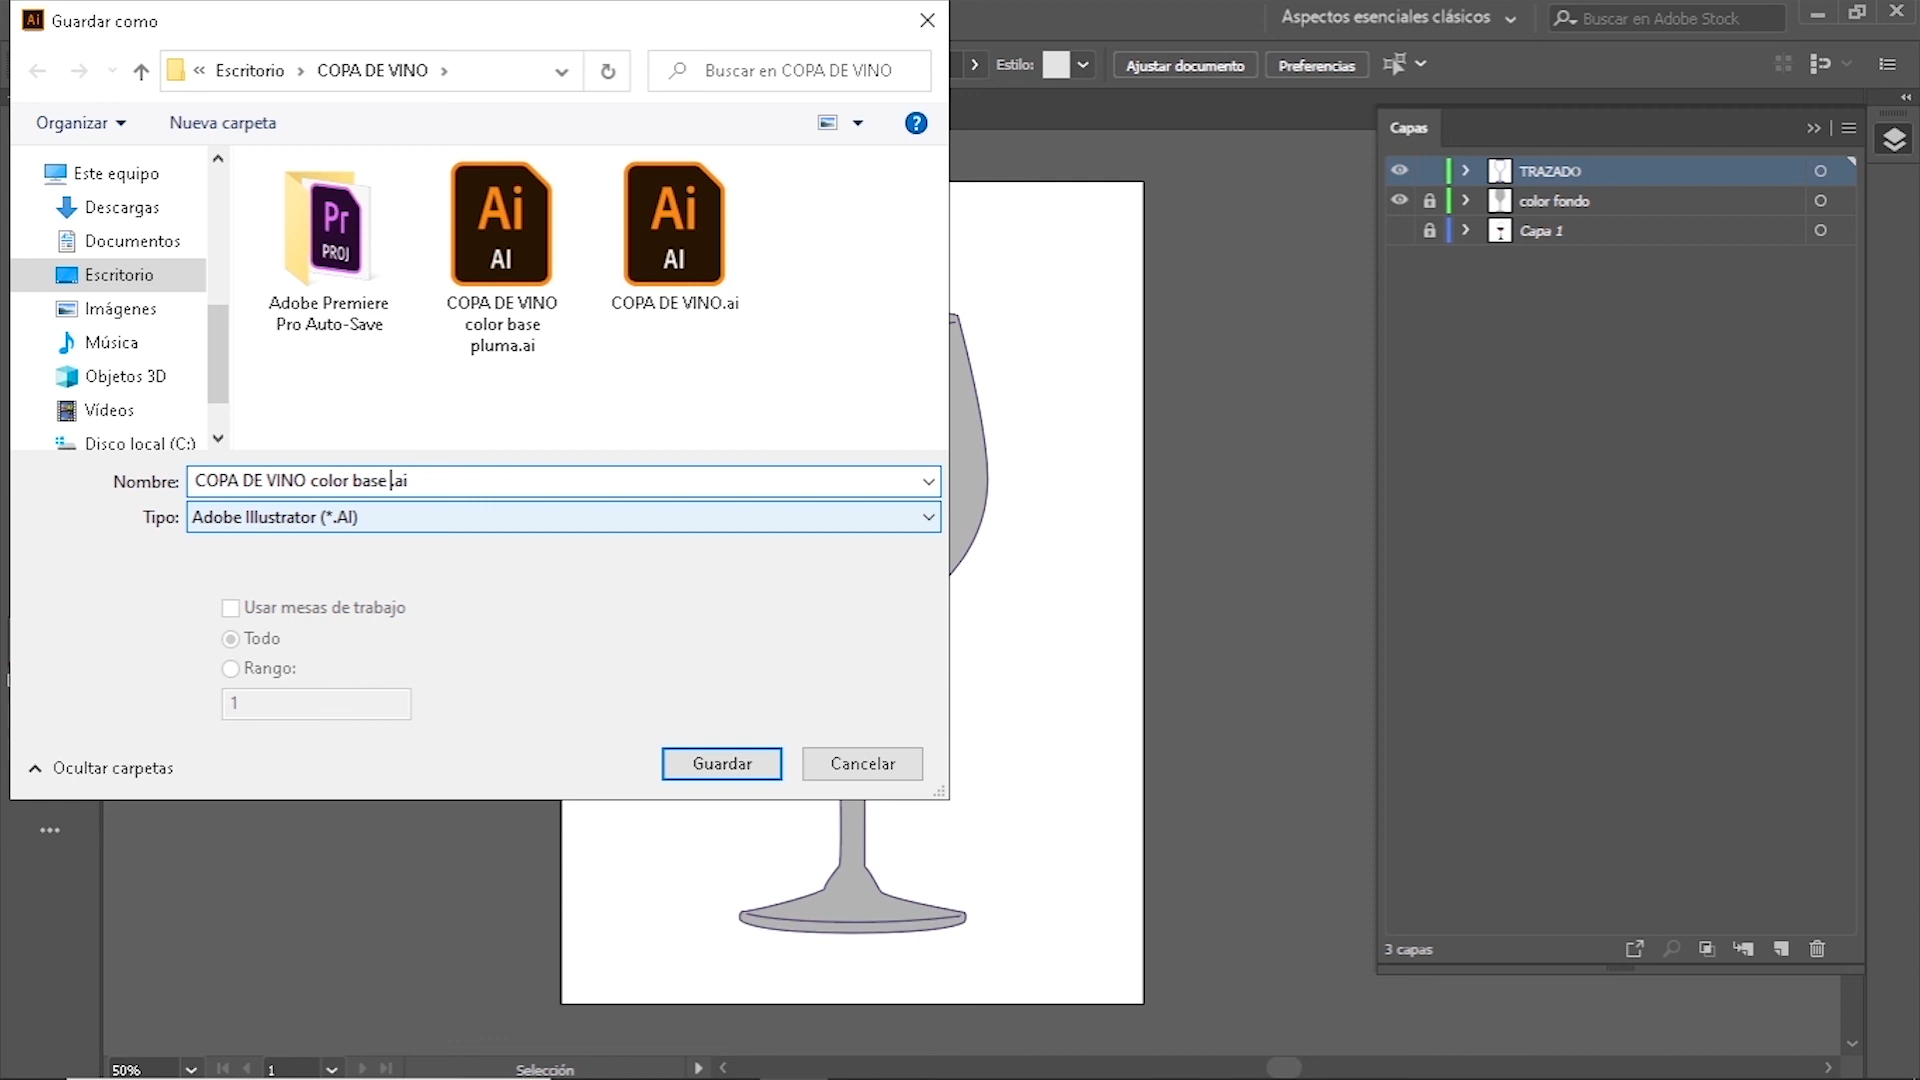 Ai Guardar como
Aspectos esenciales clásicos
Buscar en Adobe Stock
« Escritorio › COPA DE VINO ›
Buscar en COPA DE VINO
Estilo:
Ajustar documento
Preferencias
Organizar
Nueva carpeta
?
Capas
Este equipo
Descargas
Documentos
Escritorio
Imágenes
Música
Objetos 3D
Vídeos
Disco local (C:)
Pr
PROJ
Adobe Premiere
Pro Auto-Save
Ai
AI
COPA DE VINO
color base
pluma.ai
Ai
AI
COPA DE VINO.ai
TRAZADO
color fondo
Capa 1
Nombre: COPA DE VINO color base .ai
Tipo: Adobe Illustrator (*.AI)
Usar mesas de trabajo
Todo
Rango:
1
Ocultar carpetas
Guardar
Cancelar
3 capas
50%
1
Selección